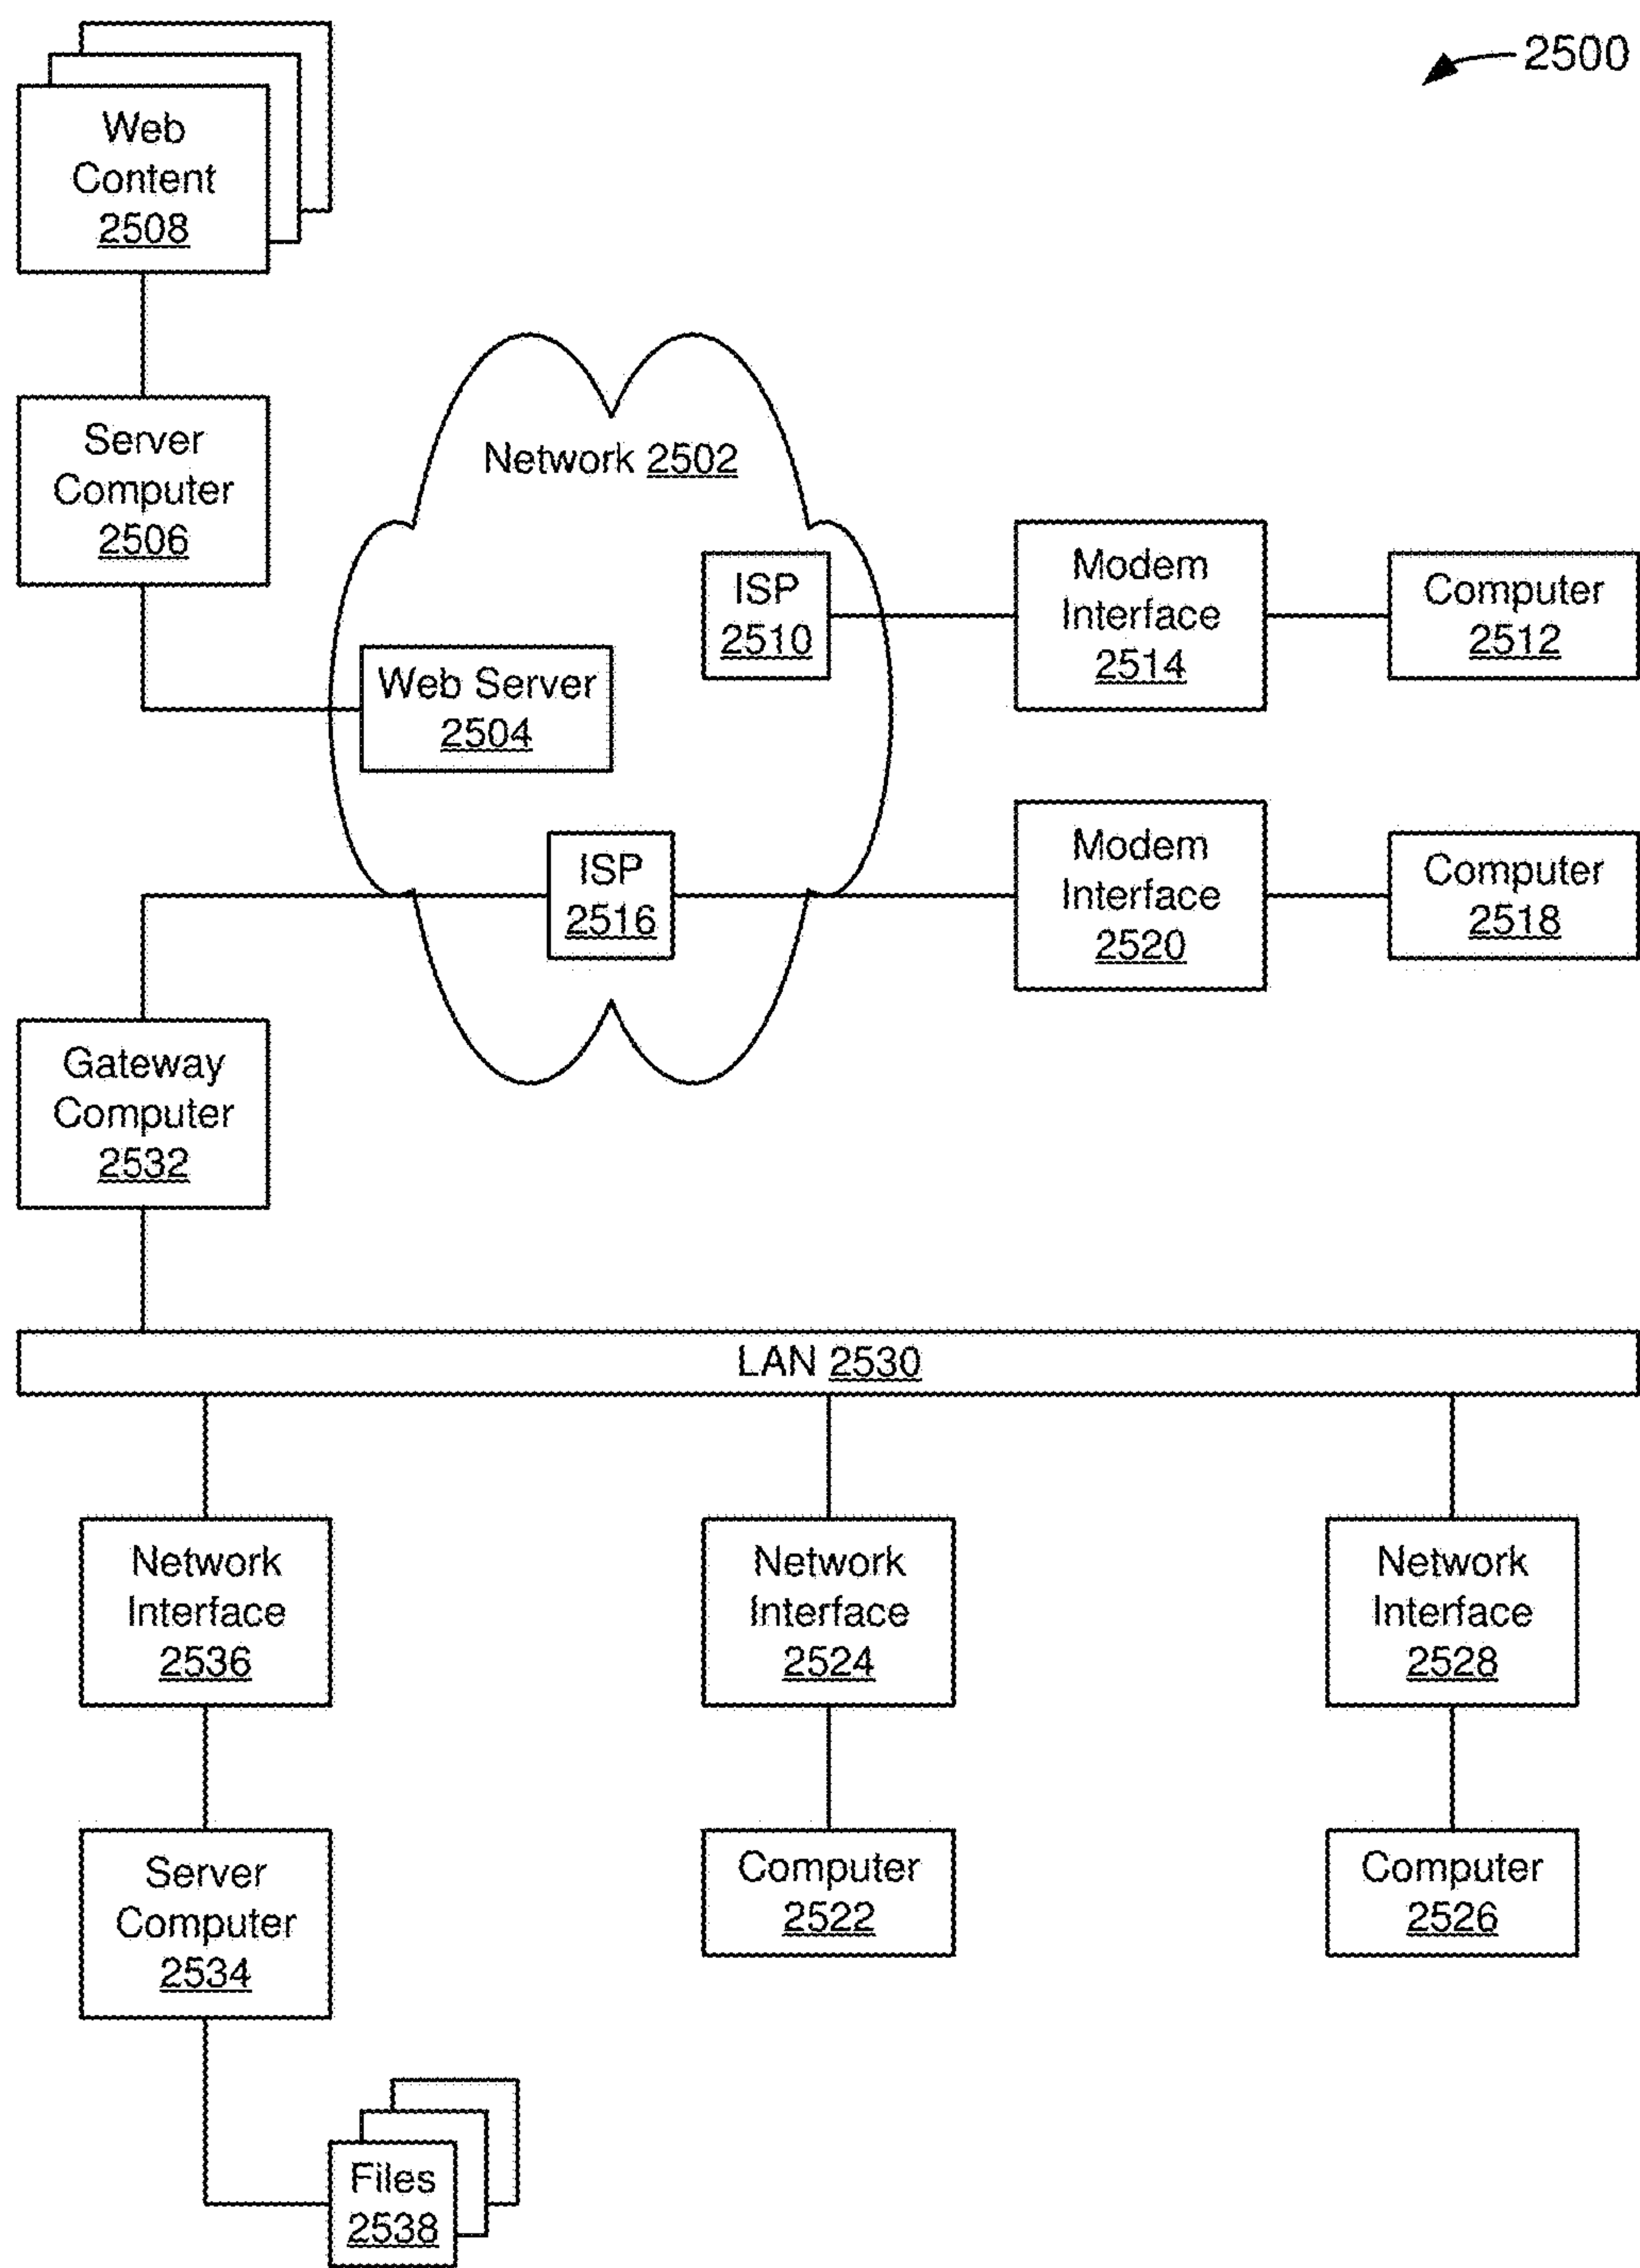 2500
Web
Content
2508
Server
Computer
2506
Network 2502
ISP
2510
Modem
Interface
2514
Computer
2512
Web Server
2504
ISP
2516
Modem
Interface
2520
Computer
2518
Gateway
Computer
2532
LAN 2530
Network
Interface
2536
Network
Interface
2524
Network
Interface
2528
Server
Computer
2534
Computer
2522
Computer
2526
Files
2538